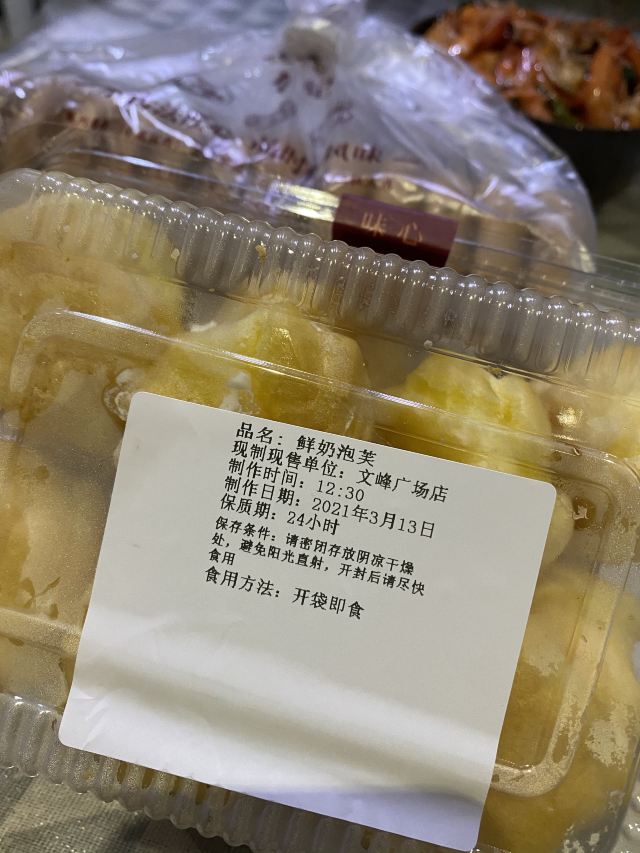 味心
品名: 鲜奶泡芙
现制现售单位: 文峰广场店
制作时间: 12:30
制作日期: 2021年3月13日
保质期: 24小时
保存条件: 请密闭存放阴凉干燥
处, 避免阳光直射, 开封后请尽快
食用
食用方法: 开袋即食